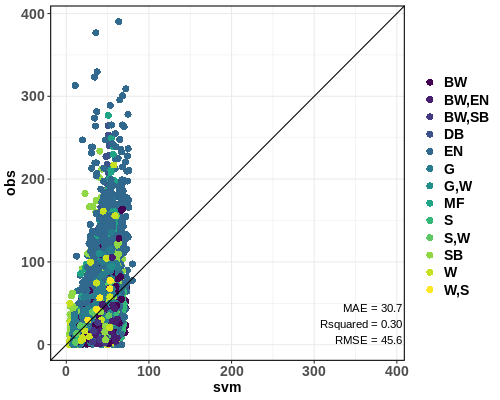 400
300
200
100
0
obs
0
100
200
300
400
svm
MAE = 30.7
Rsquared = 0.30
RMSE = 45.6
BW
BW,EN
BW,SB
DB
EN
G
G,W
MF
S
S,W
SB
W
W,S